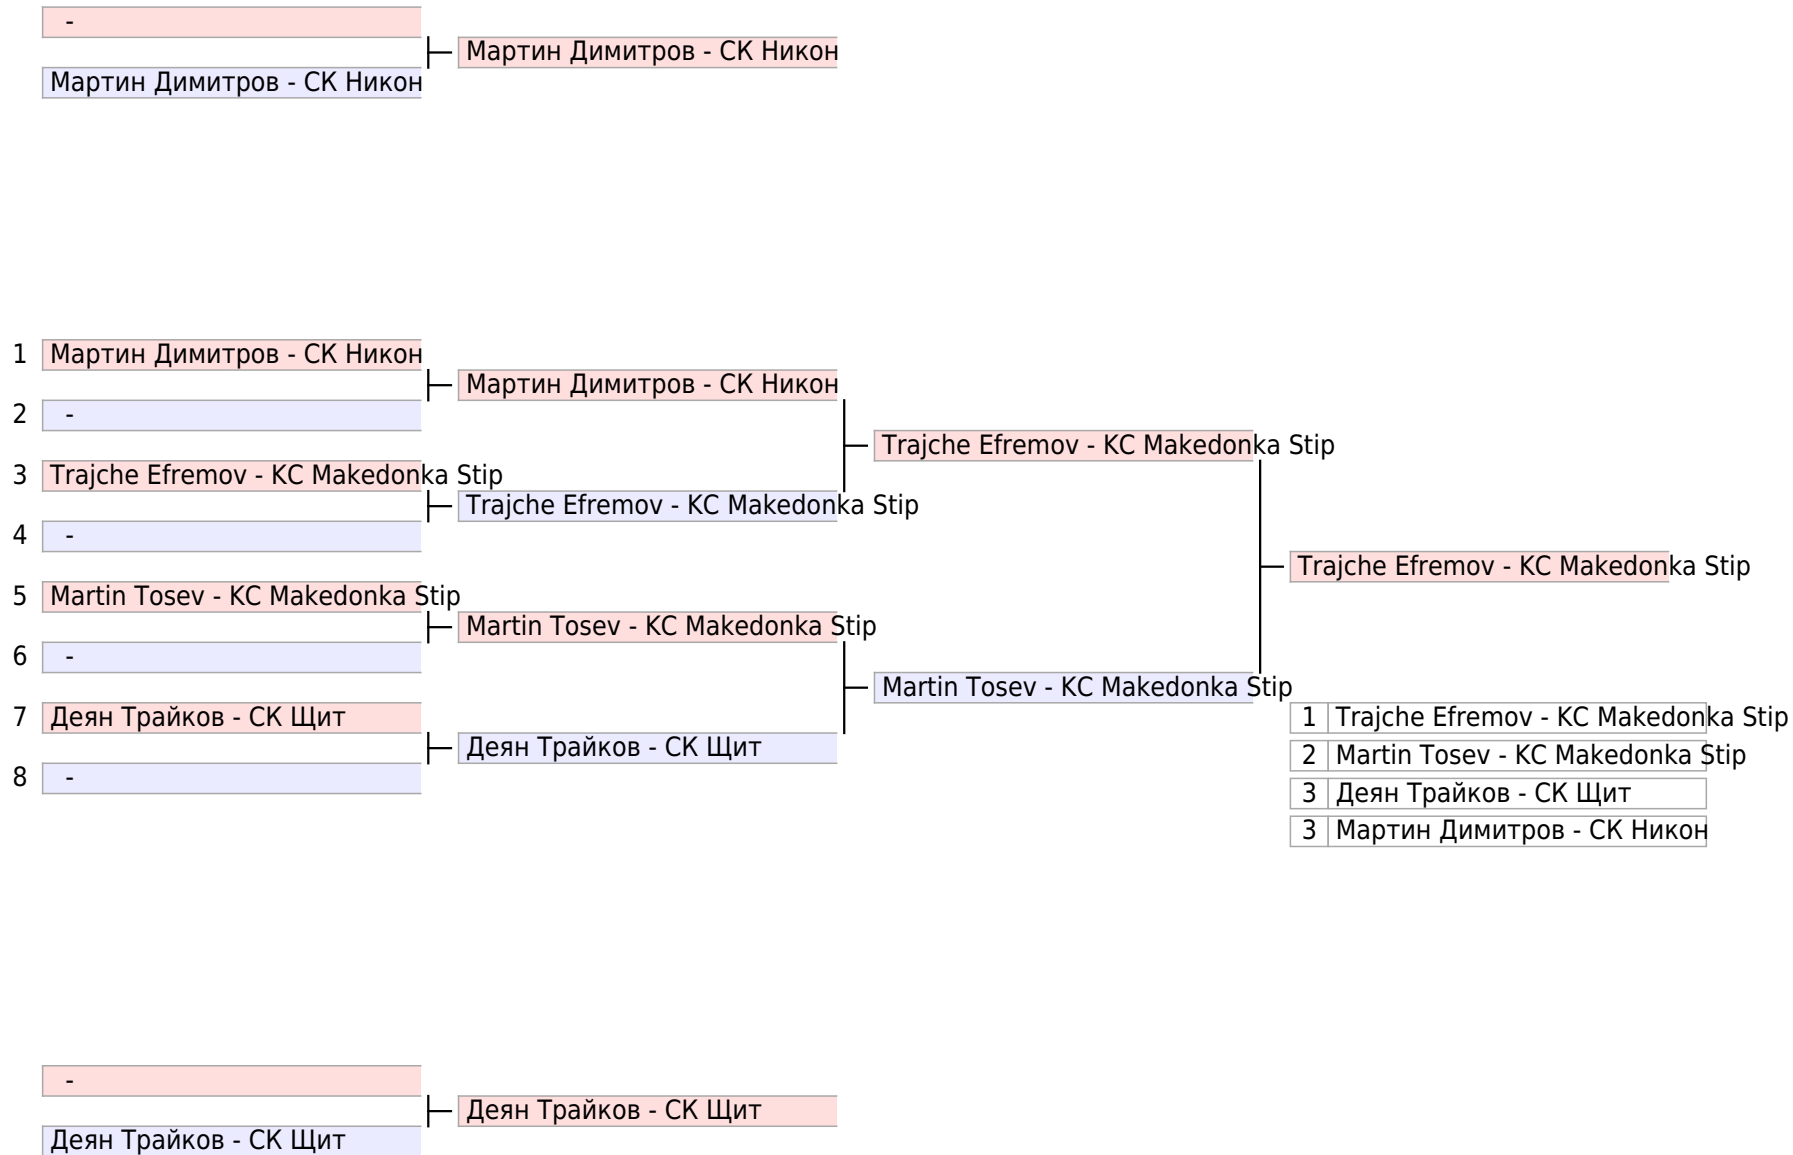 -
Мартин Димитров - СК Никон
Мартин Димитров - СК Никон
1 Мартин Димитров - СК Никон
Мартин Димитров - СК Никон
2 -
Trajche Efremov - KC Makedonka Stip
3 Trajche Efremov - KC Makedonka Stip
Trajche Efremov - KC Makedonka Stip
4 -
Trajche Efremov - KC Makedonka Stip
5 Martin Tosev - KC Makedonka Stip
Martin Tosev - KC Makedonka Stip
6 -
Martin Tosev - KC Makedonka Stip
7 Деян Трайков - СК Щит
Деян Трайков - СК Щит
8 -
1 Trajche Efremov - KC Makedonka Stip
2 Martin Tosev - KC Makedonka Stip
3 Деян Трайков - СК Щит
3 Мартин Димитров - СК Никон
-
Деян Трайков - СК Щит
Деян Трайков - СК Щит